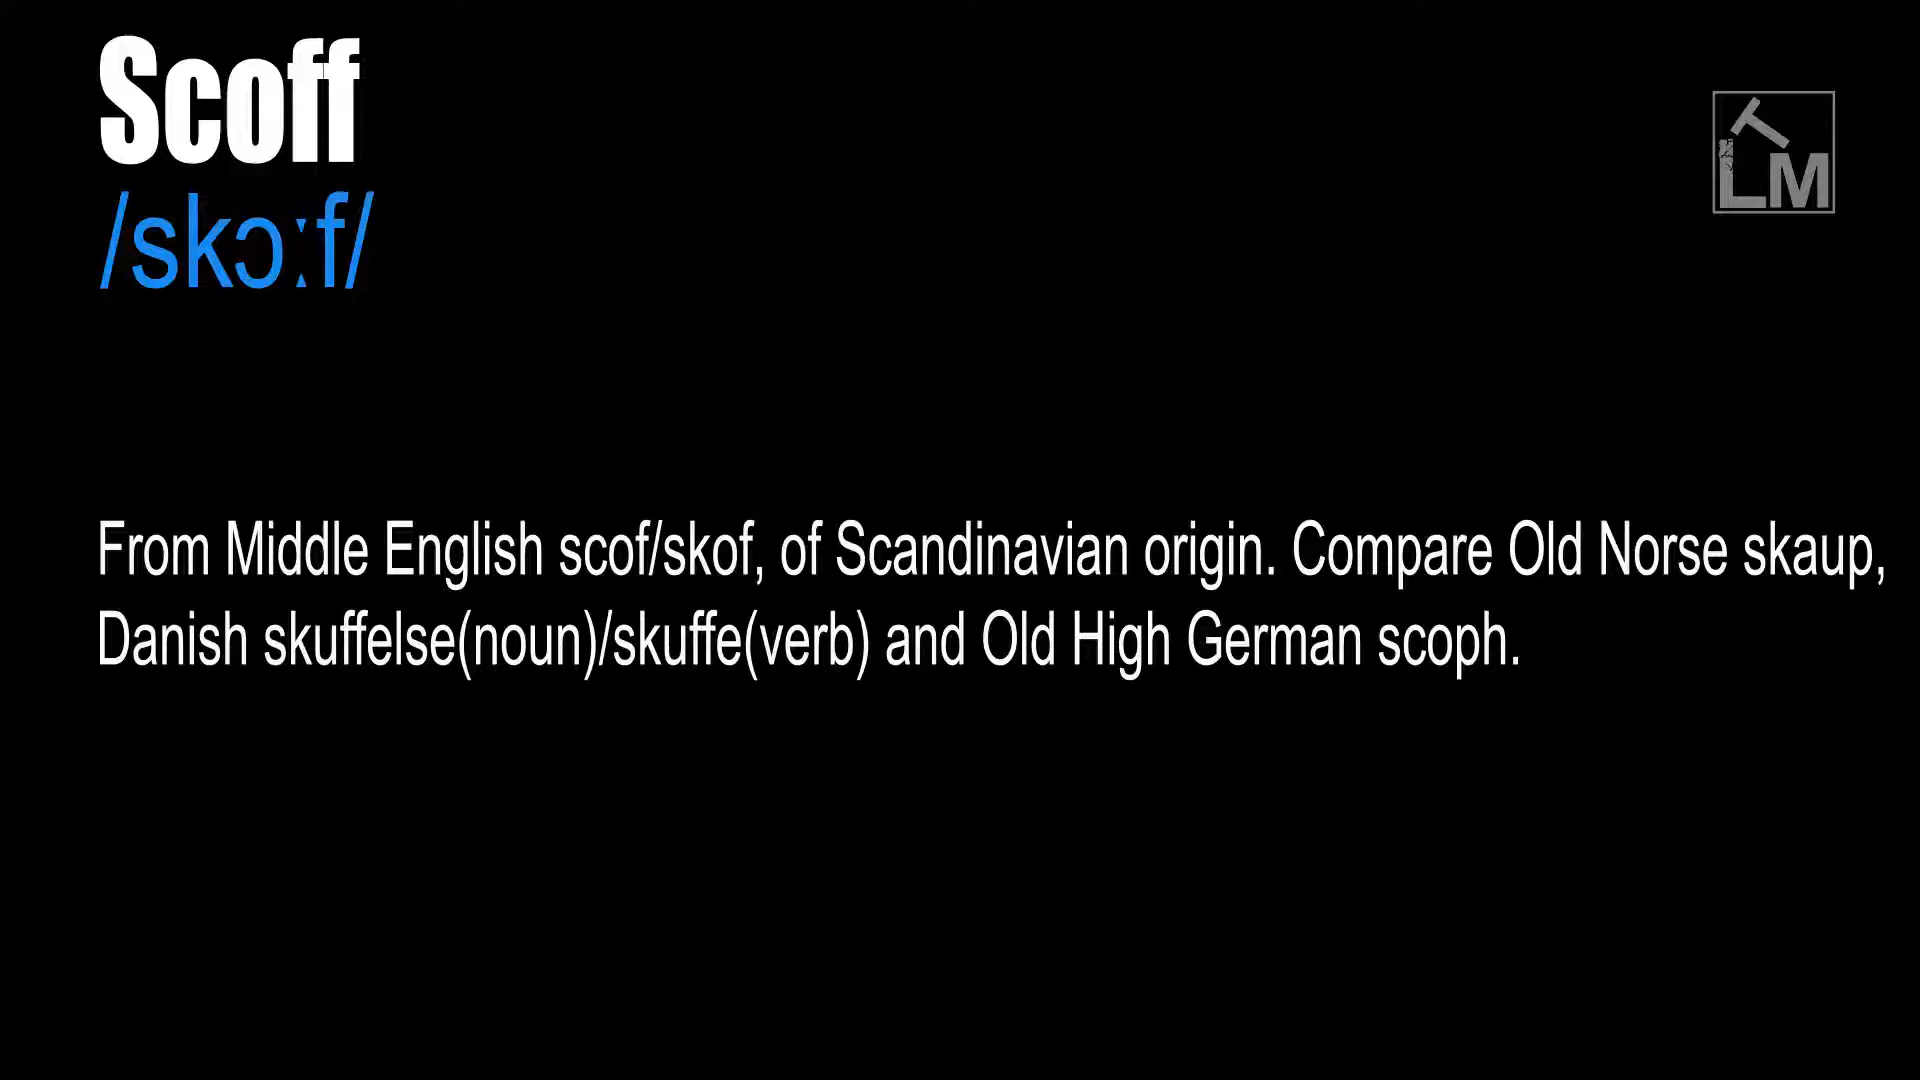 Scoff
/skɔːf/
LM
From Middle English scof/skof, of Scandinavian origin. Compare Old Norse skaup,
Danish skuffelse(noun)/skuffe(verb) and Old High German scoph.